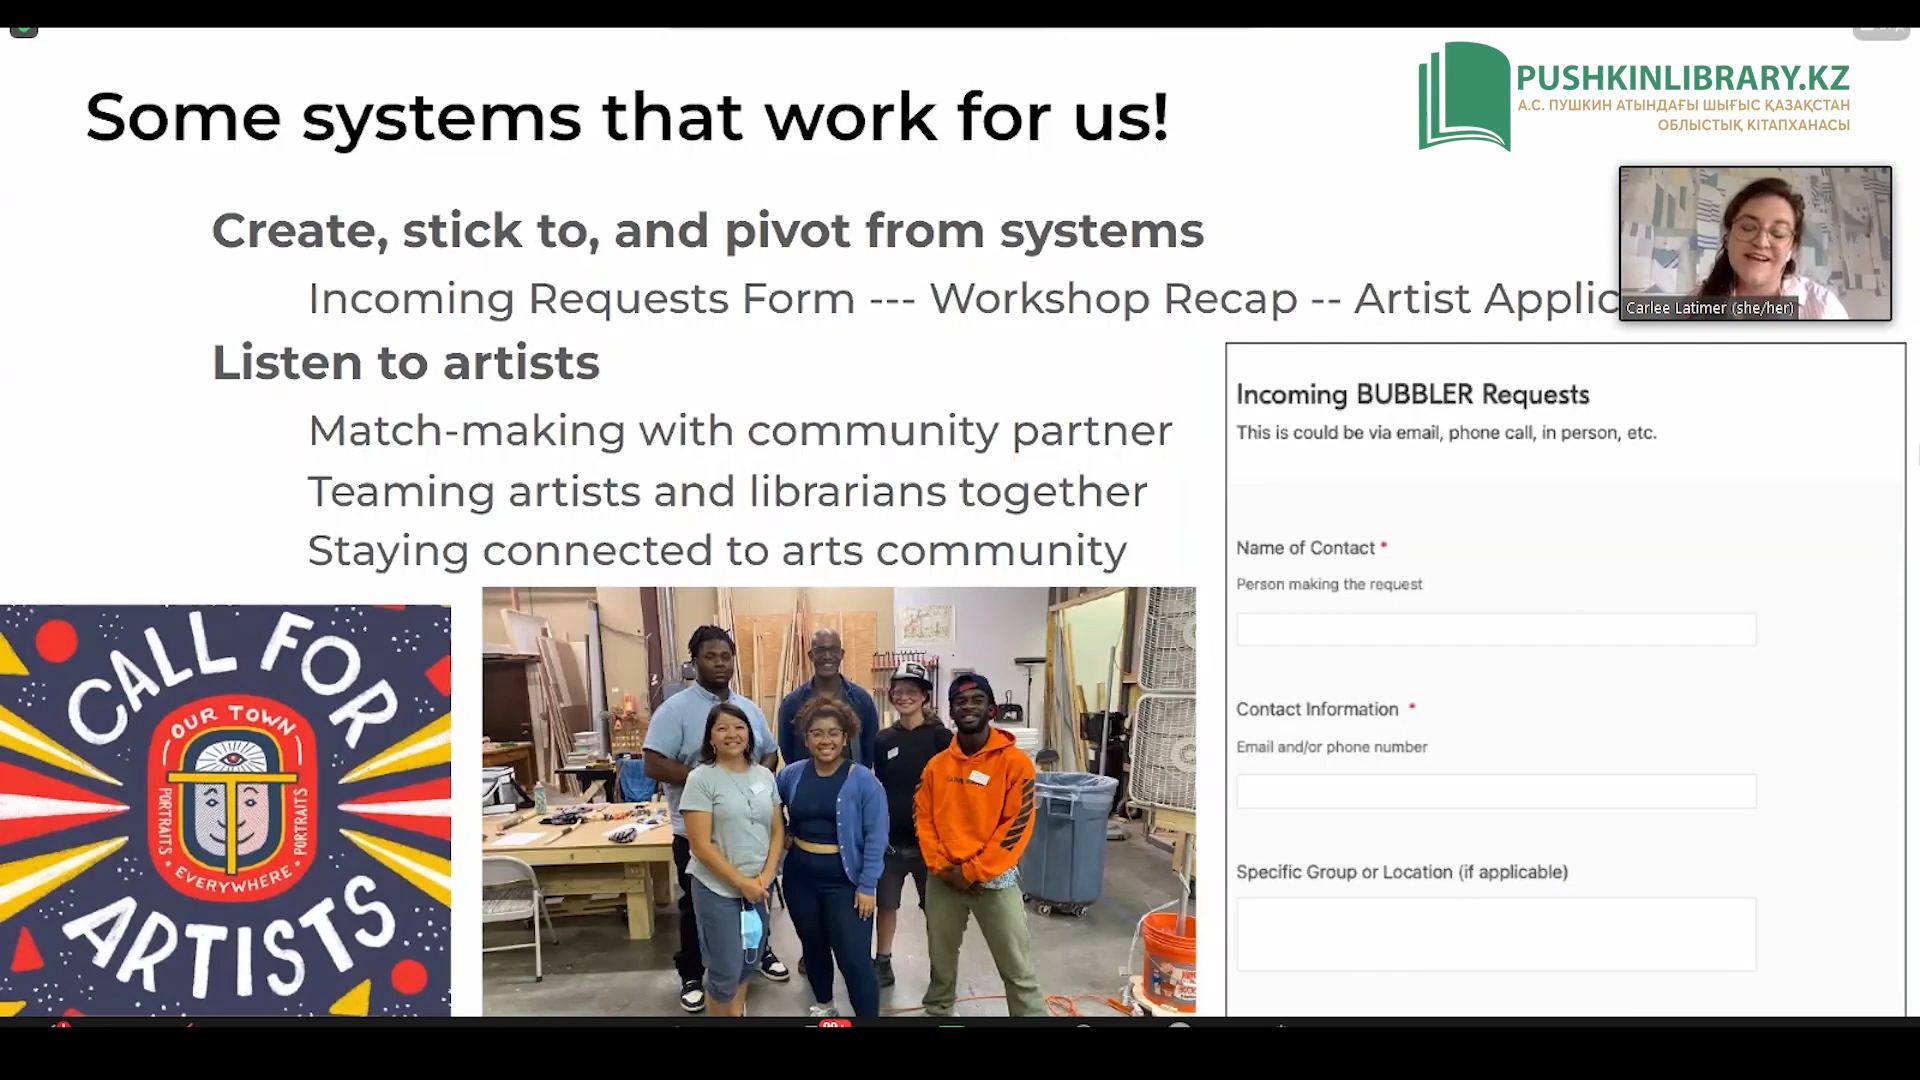 Some systems that work for us!
PUSHKINLIBRARY.KZ
А.С. ПУШКИН АТЫНДАҒЫ ШЫҒЫС ҚАЗАҚСТАН
ОБЛЫСТЫҚ КІТАПХАНАСЫ
Create, stick to, and pivot from systems
Incoming Requests Form --- Workshop Recap -- Artist Applic
Carlee Latimer (she/her)
Listen to artists
Match-making with community partner
Teaming artists and librarians together
Staying connected to arts community
CALL FOR
OUR TOWN
PORTRAITS • EVERYWHERE • PORTRAITS
ARTISTS
Incoming BUBBLER Requests
This is could be via email, phone call, in person, etc.
Name of Contact *
Person making the request
Contact Information *
Email and/or phone number
Specific Group or Location (if applicable)